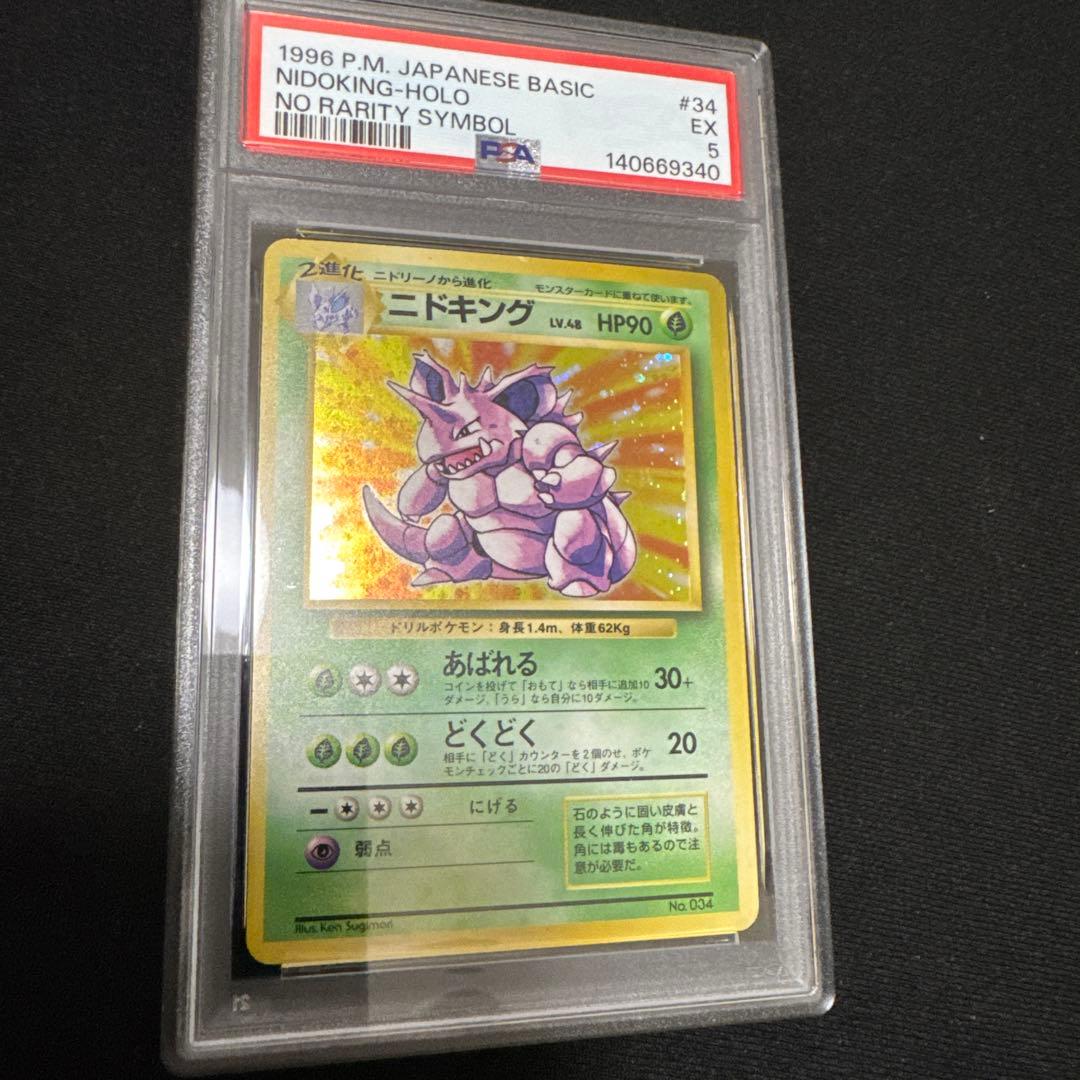 1996 P.M. JAPANESE BASIC
#34
NIDOKING-HOLO
EX
NO RARITY SYMBOL
5
PSA
140669340
2進化 ニドリーノから進化
モンスターカードに重ねて使います。
ニドキング LV.48 HP90
ドリルポケモン:身長1.4m、体重62Kg
あばれる
コインを投げて「おもて」なら相手に追加10
ダメージ、「うら」なら自分に10ダメージ。
30+
どくどく
相手に「どく」カウンターを2個のせ、ポケ
モンチェックごとに20の「どく」ダメージ。
20
にげる
弱点
石のように固い皮膚と
長く伸びた角が特徴。
角には毒もあるので注
意が必要だ。
No. 034
Illus. Ken Sugimori